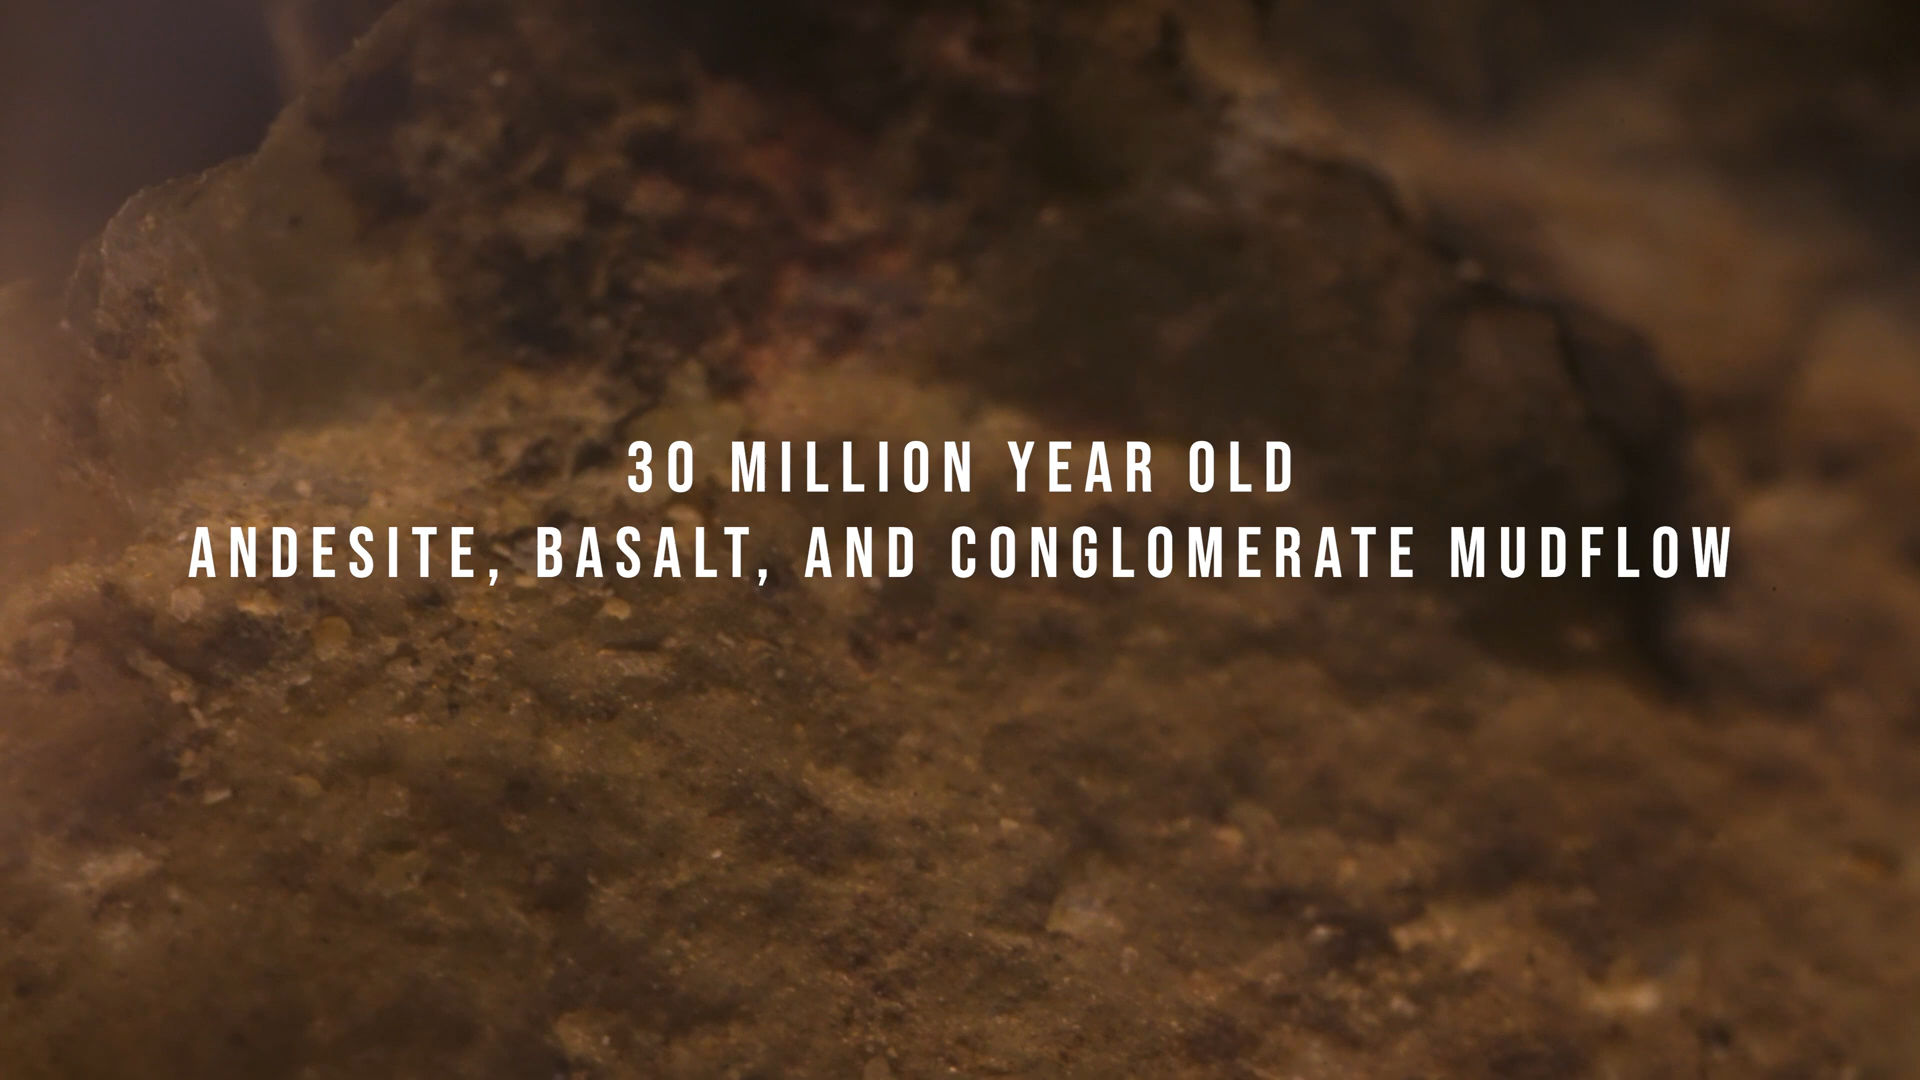 30 MILLION YEAR OLD
ANDESITE, BASALT, AND CONGLOMERATE MUDFLOW